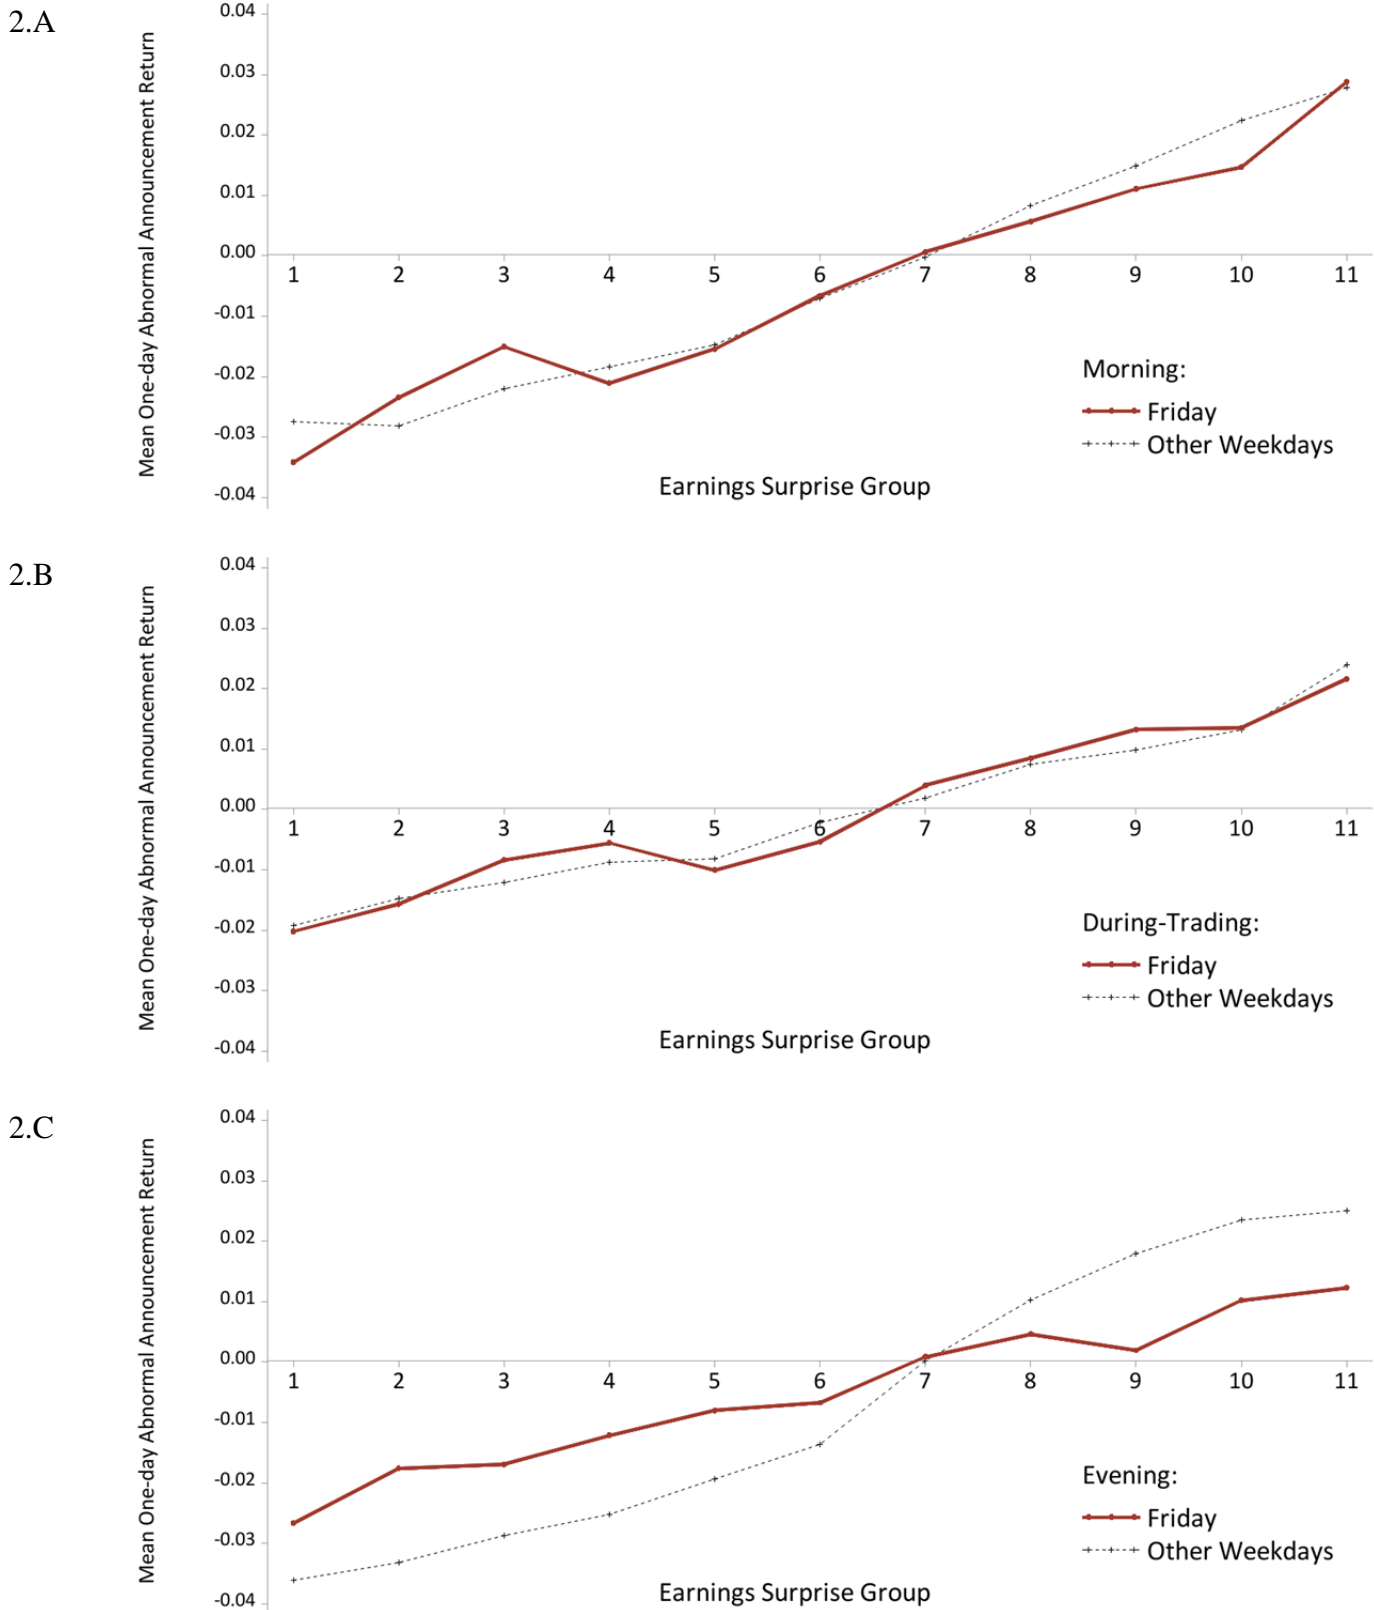 2.A
Mean One-day Abnormal Announcement Return
0.04
0.03
0.02
0.01
0.00
-0.01
-0.02
-0.03
-0.04
1 2 3 4 5 6 7 8 9 10 11
Morning:
Friday
Other Weekdays
Earnings Surprise Group
2.B
Mean One-day Abnormal Announcement Return
0.04
0.03
0.02
0.01
0.00
-0.01
-0.02
-0.03
-0.04
1 2 3 4 5 6 7 8 9 10 11
During-Trading:
Friday
Other Weekdays
Earnings Surprise Group
2.C
Mean One-day Abnormal Announcement Return
0.04
0.03
0.02
0.01
0.00
-0.01
-0.02
-0.03
-0.04
1 2 3 4 5 6 7 8 9 10 11
Evening:
Friday
Other Weekdays
Earnings Surprise Group